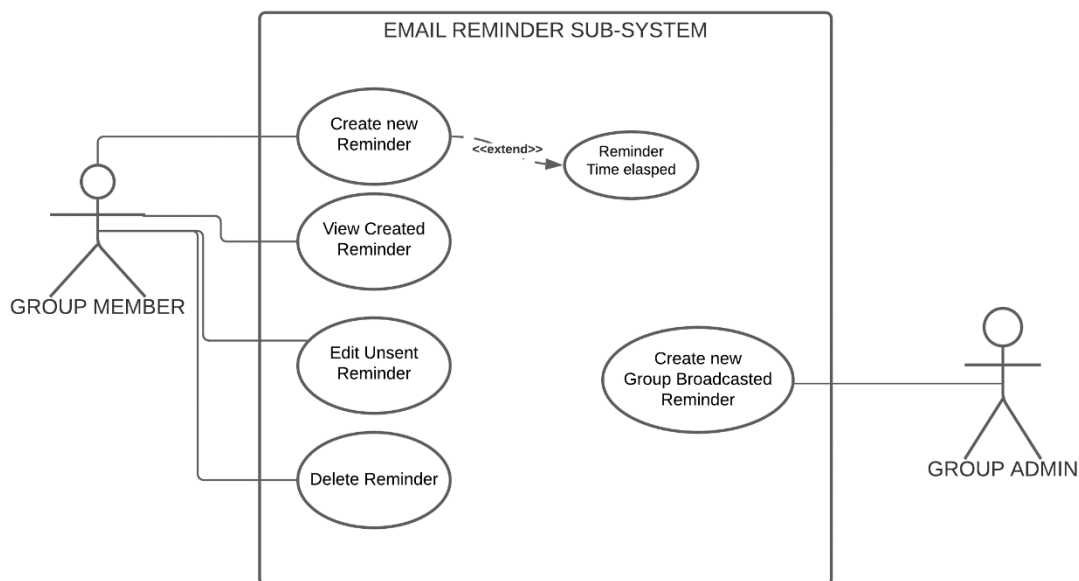 EMAIL REMINDER SUB-SYSTEM
Create new
Reminder
<<extend>>
Reminder
Time elasped
View Created
Reminder
GROUP MEMBER
Edit Unsent
Reminder
Create new
Group Broadcasted
Reminder
Delete Reminder
GROUP ADMIN